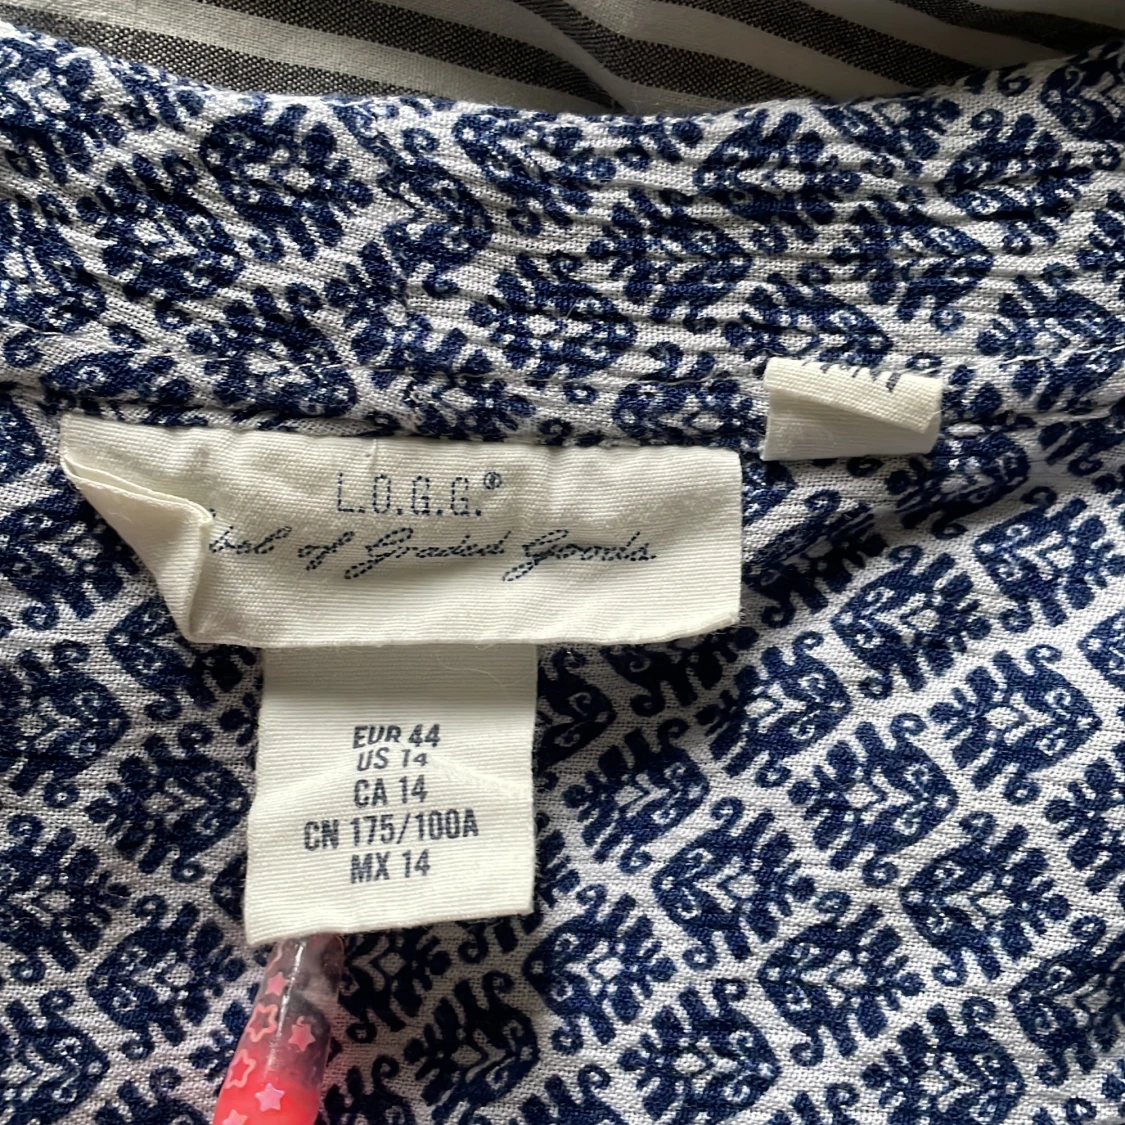 L.O.G.G.®
of Graded Goods
EUR 44
US 14
CA 14
CN 175/100A
MX 14